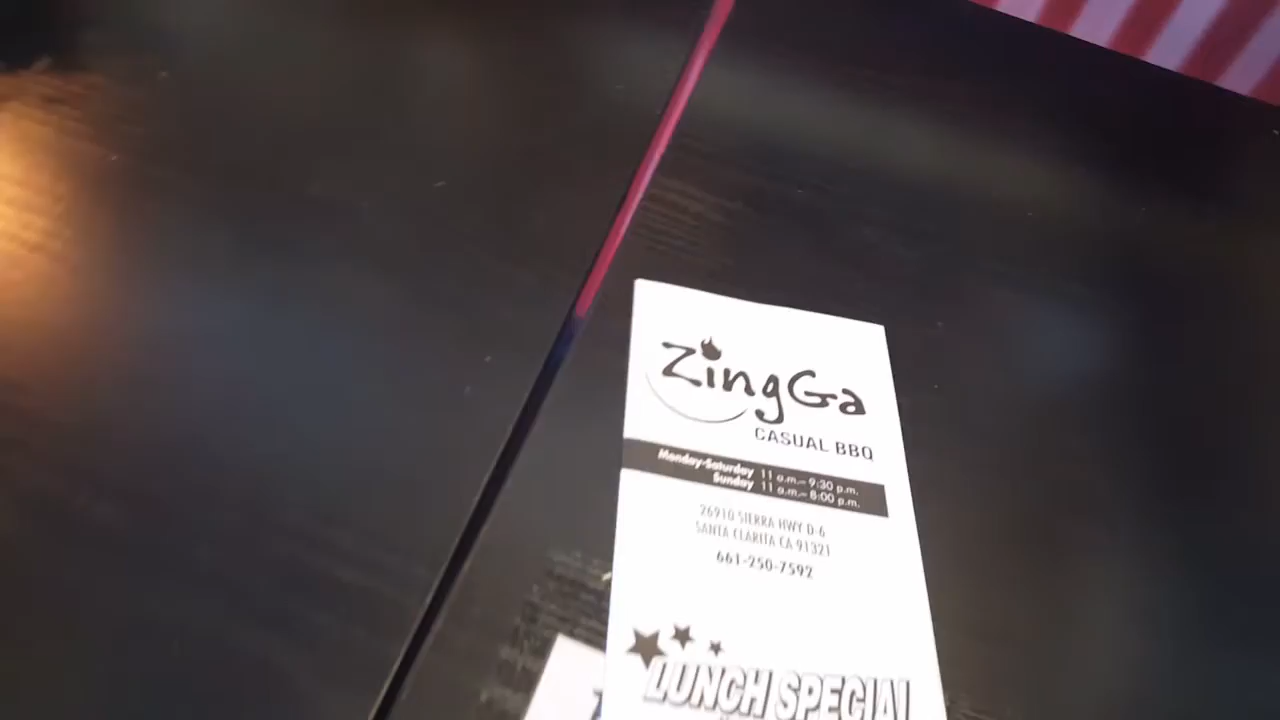 ZingGa
CASUAL BBQ
Monday-Saturday 11 a.m.– 9:30 p.m.
Sunday 11 a.m.– 8:00 p.m.
26910 SIERRA HWY D-6
SANTA CLARITA CA 91321
661-250-7592
LUNCH SPECIAL